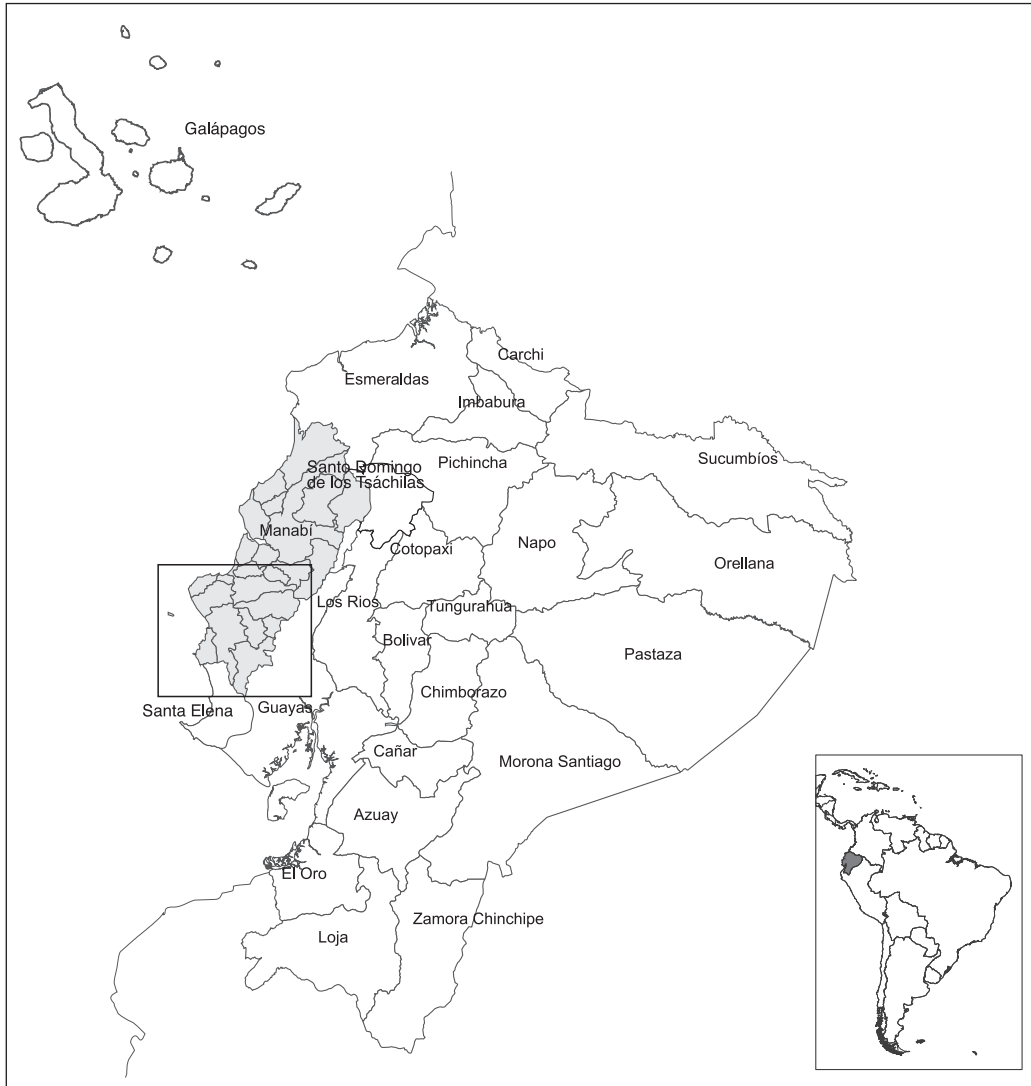 Galápagos
Carchi
Esmeraldas
Imbabura
Sucumbíos
Pichincha
Santo Domingo
de los Tsáchilas
Manabí
Cotopaxi
Napo
Orellana
Los Rios
Tungurahua
Bolivar
Pastaza
Chimborazo
Santa Elena
Guayas
Cañar
Morona Santiago
Azuay
El Oro
Zamora Chinchipe
Loja